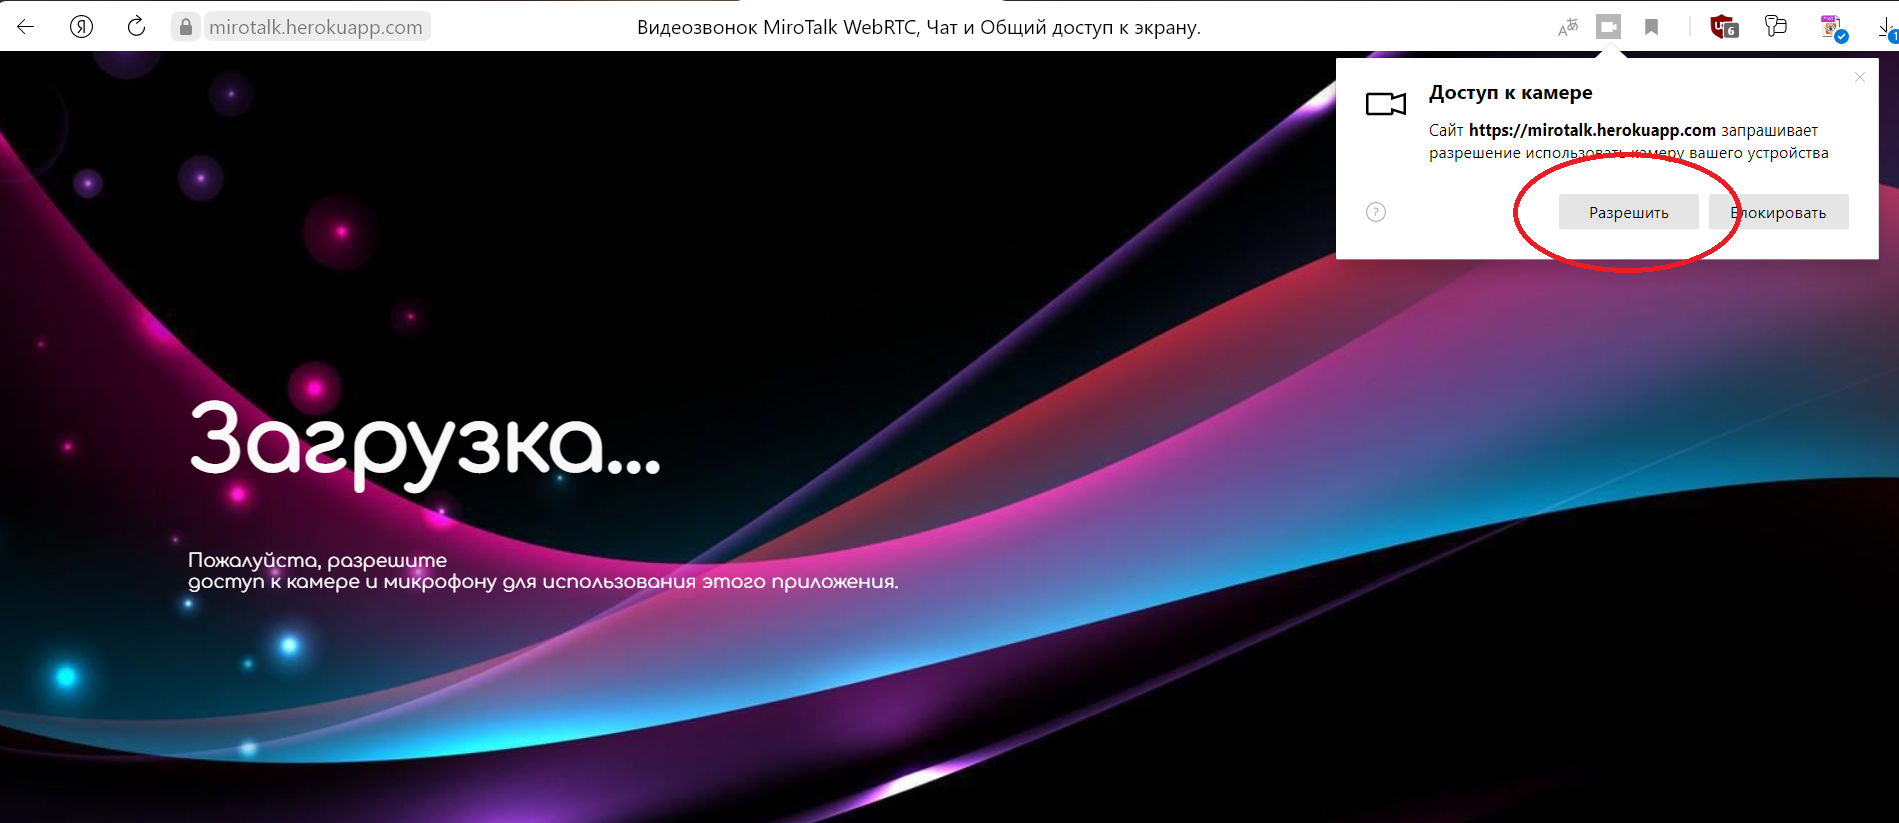 Я
mirotalk.herokuapp.com
Видеозвонок MiroTalk WebRTC, Чат и Общий доступ к экрану.
6
1
Доступ к камере
Сайт https://mirotalk.herokuapp.com запрашивает
разрешение использовать камеру вашего устройства
?
Разрешить
Блокировать
Загрузка...
Пожалуйста, разрешите
доступ к камере и микрофону для использования этого приложения.